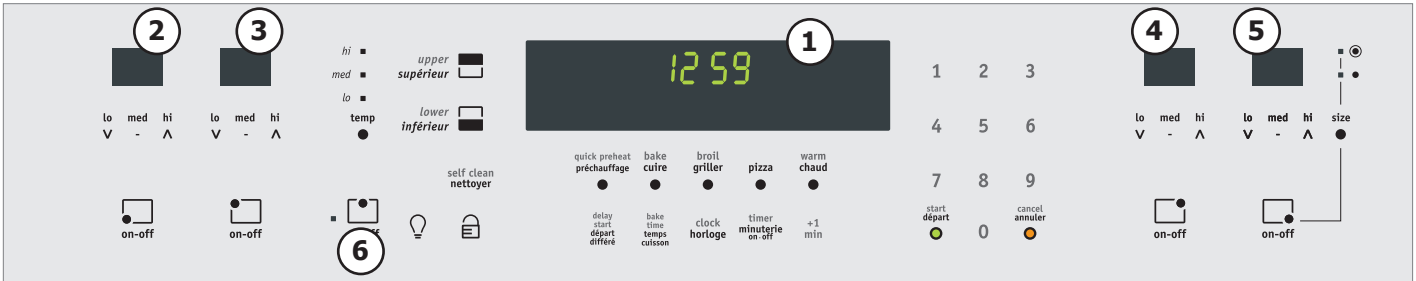 2
3
1
4
5
6
1259
hi
med
lo
temp
upper
supérieur
lower
inférieur
self clean
nettoyer
lo med hi
V - Λ
lo med hi
V - Λ
on-off
on-off
quick preheat
préchauffage
bake
cuire
broil
griller
pizza
warm
chaud
delay
start
départ
différé
bake
time
temps
cuisson
clock
horloge
timer
minuterie
on-off
+1
min
1 2 3
4 5 6
7 8 9
0
start
départ
cancel
annuler
lo med hi
V - Λ
lo med hi
V - Λ
size
on-off
on-off